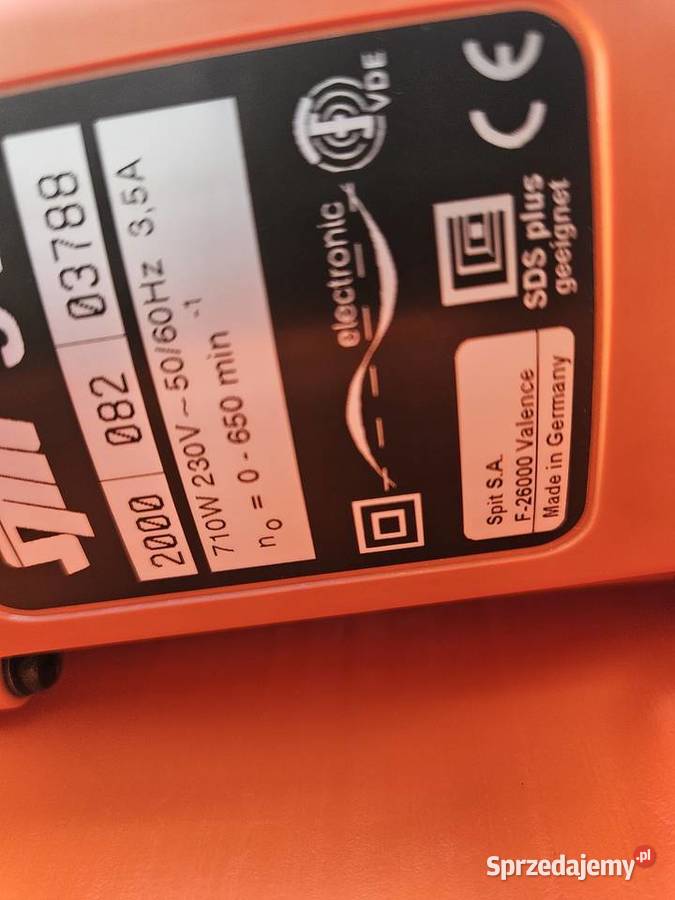 2000 082 03788
710W 230V ~ 50/60Hz 3,5A
n₀ = 0 - 650 min⁻¹
electronic
VDE
Spit S.A.
F-26000 Valence
Made in Germany
SDS plus
geeignet
CE
Sprzedajemy.pl